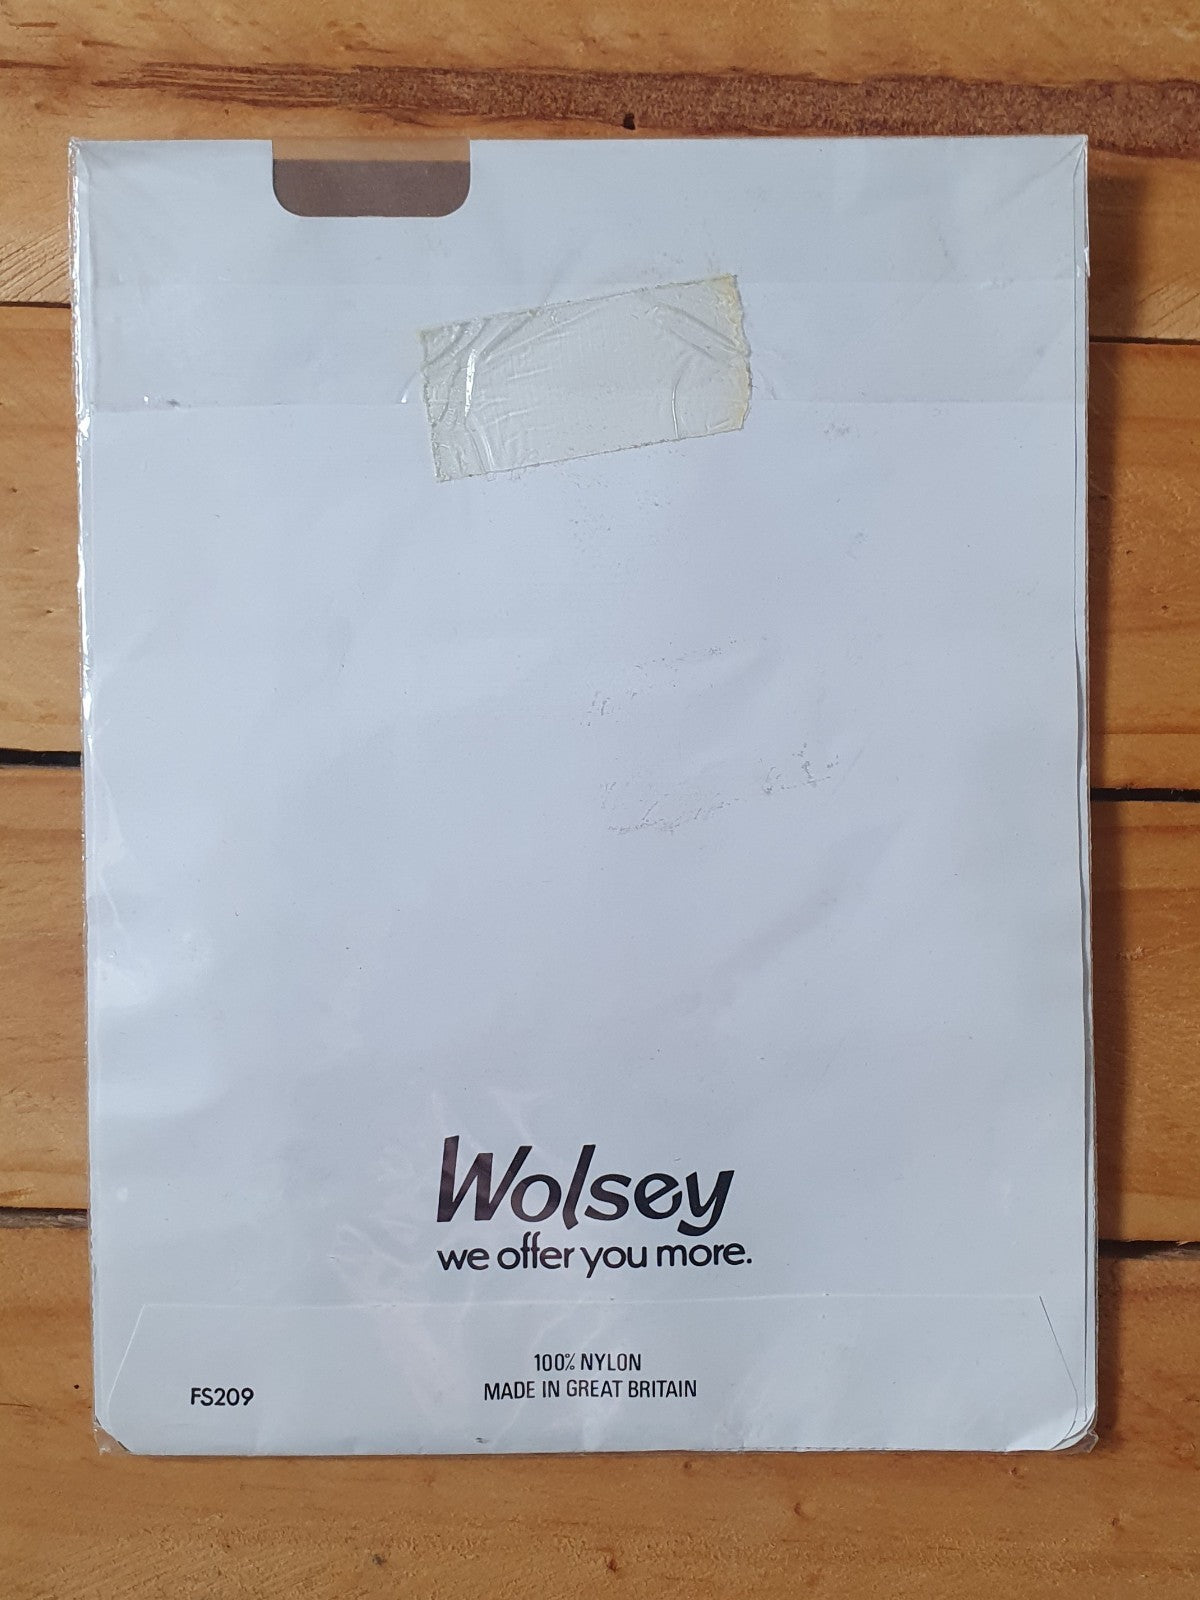 Wolsey
we offer you more.
100% NYLON
MADE IN GREAT BRITAIN
FS209